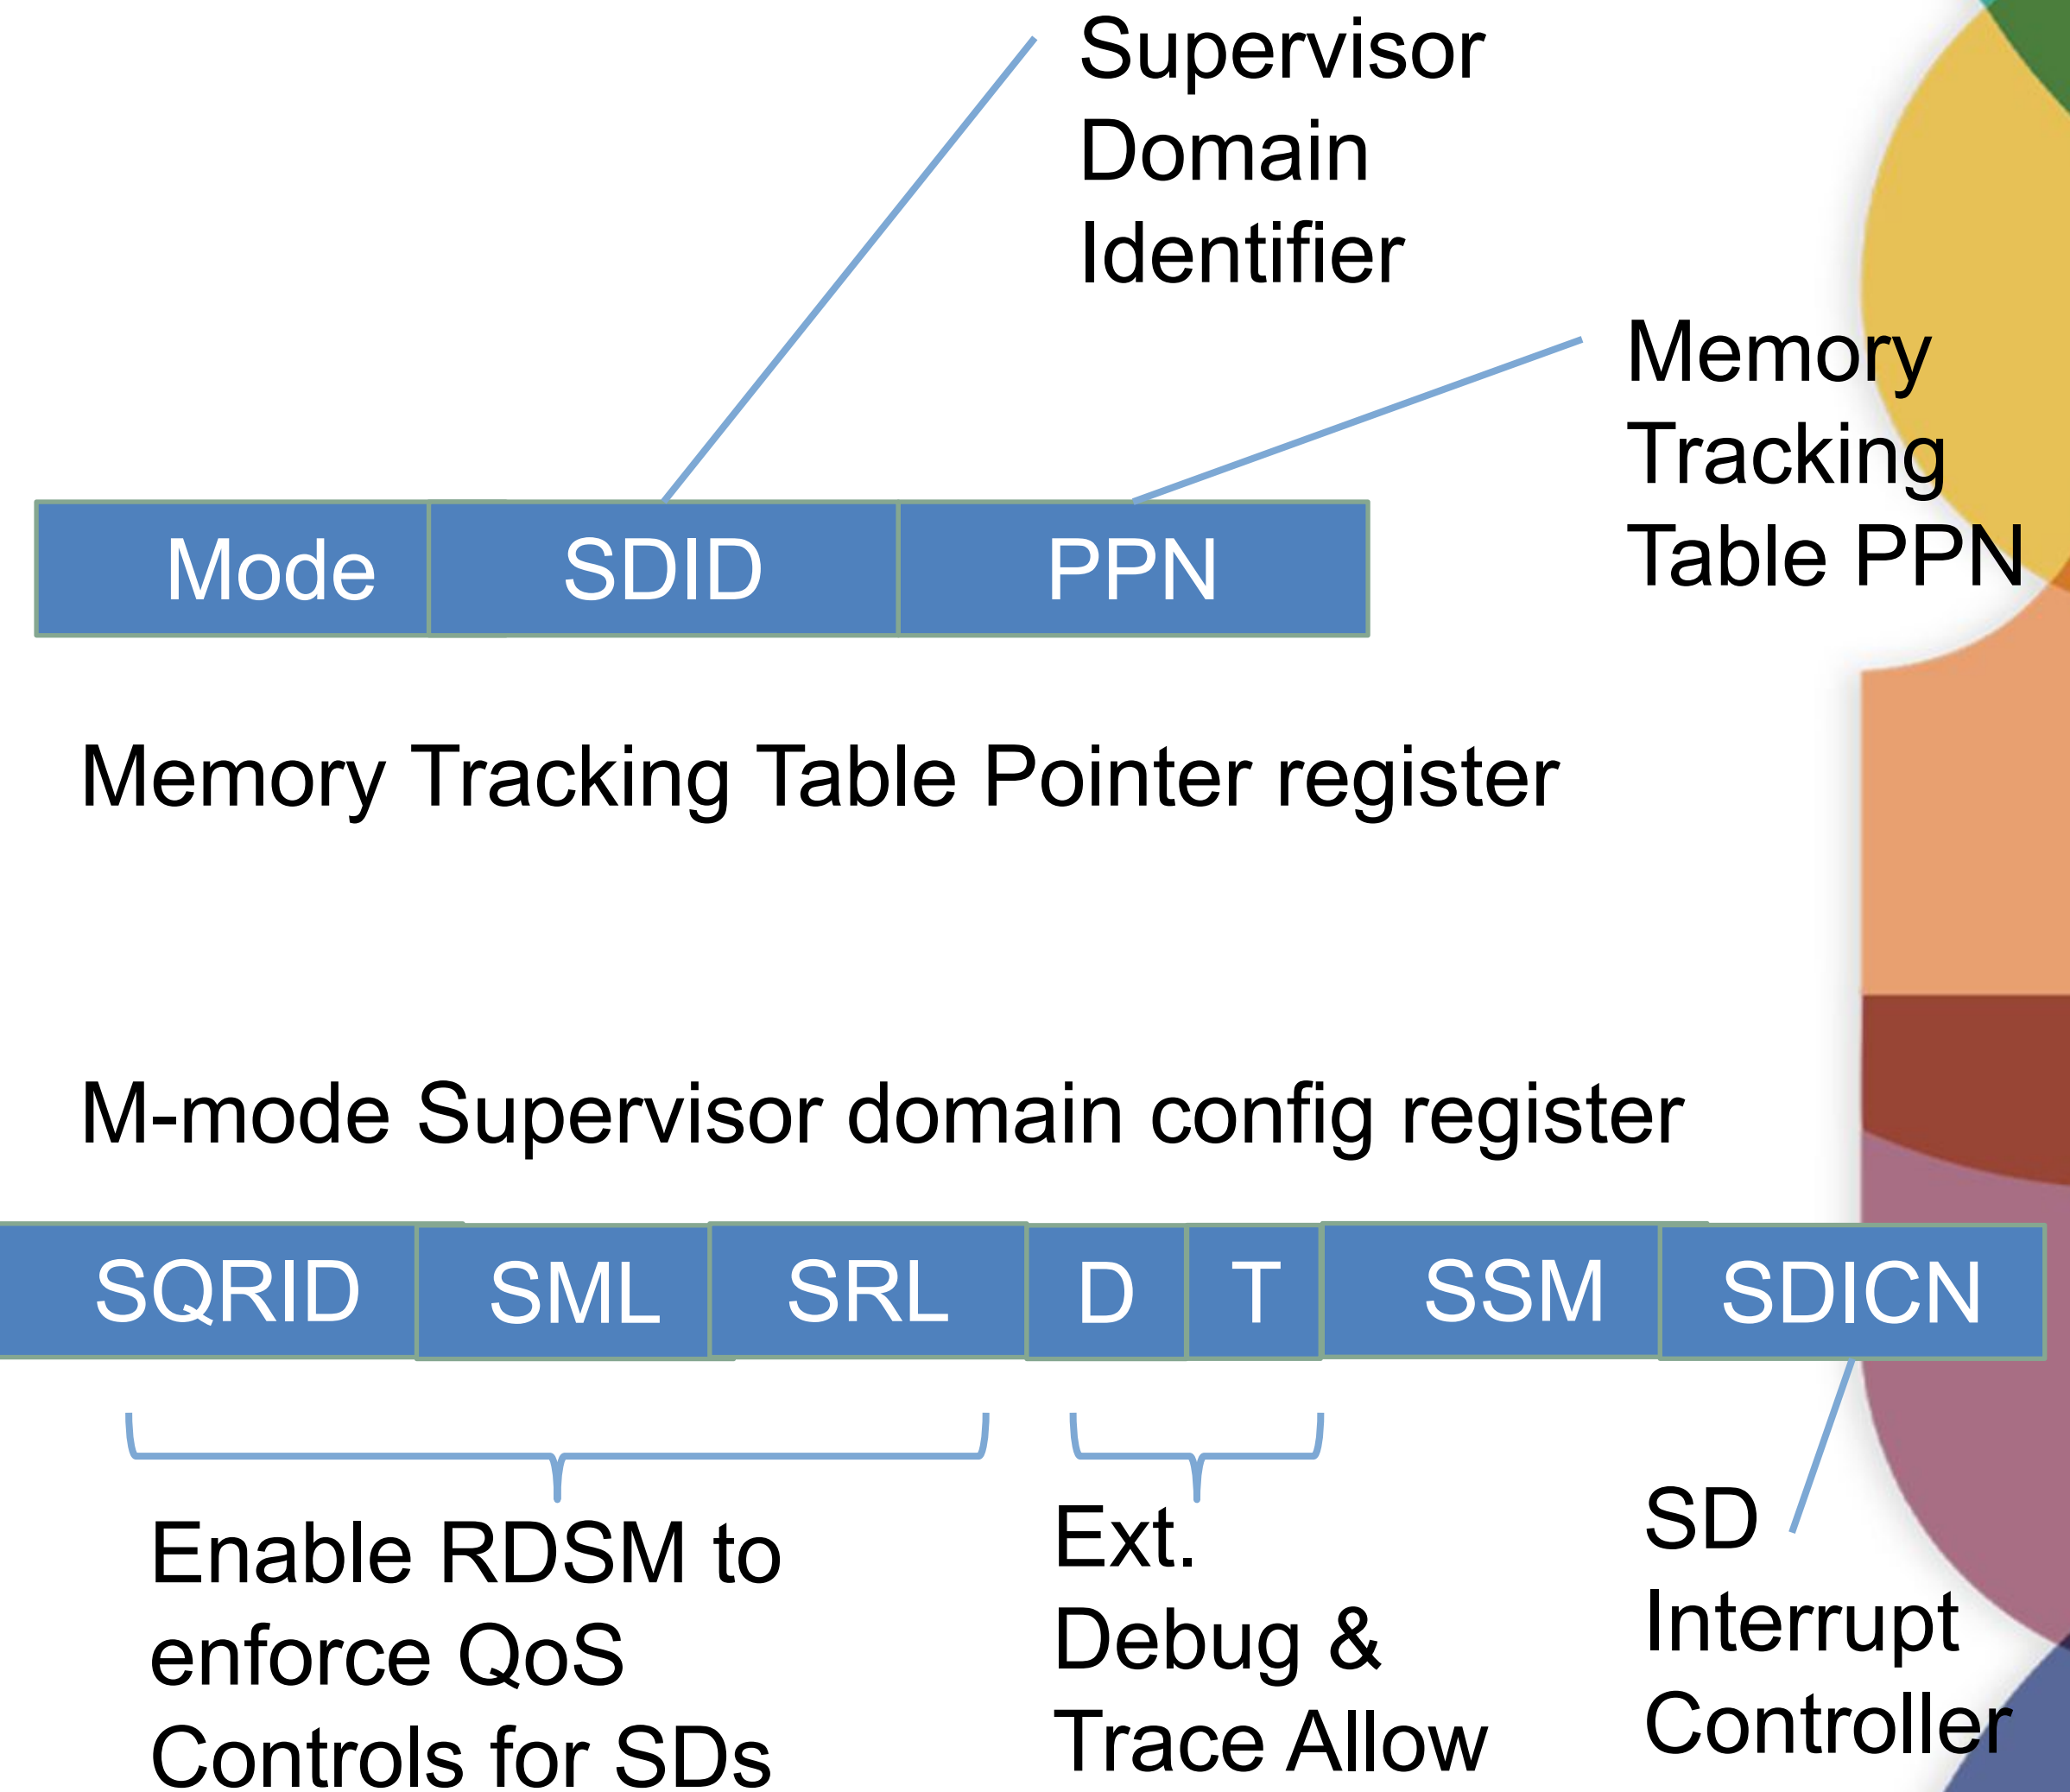 Supervisor
Domain
Identifier
Memory
Tracking
Table PPN
Mode SDID PPN
Memory Tracking Table Pointer register
M-mode Supervisor domain config register
SQRID SML SRL D T SSM SDICN
Enable RDSM to
enforce QoS
Controls for SDs
Ext.
Debug &
Trace Allow
SD
Interrupt
Controller